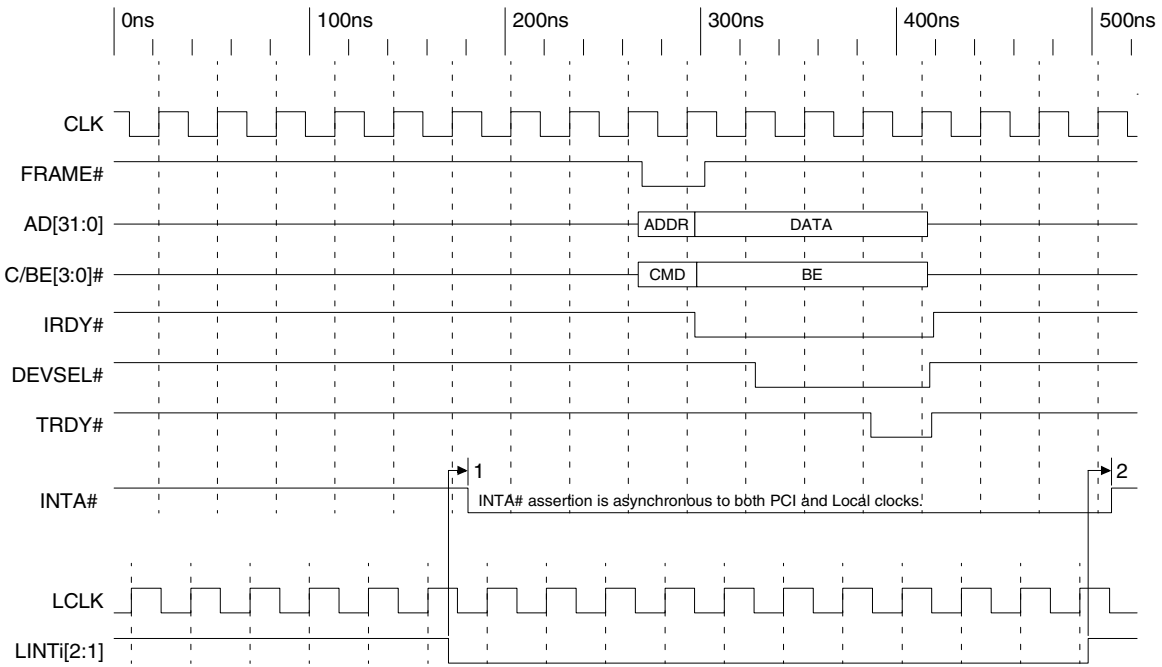 0ns 100ns 200ns 300ns 400ns 500ns
CLK
FRAME#
AD[31:0] ADDR DATA
C/BE[3:0]# CMD BE
IRDY#
DEVSEL#
TRDY#
1 2
INTA# INTA# assertion is asynchronous to both PCI and Local clocks.
LCLK
LINTi[2:1]